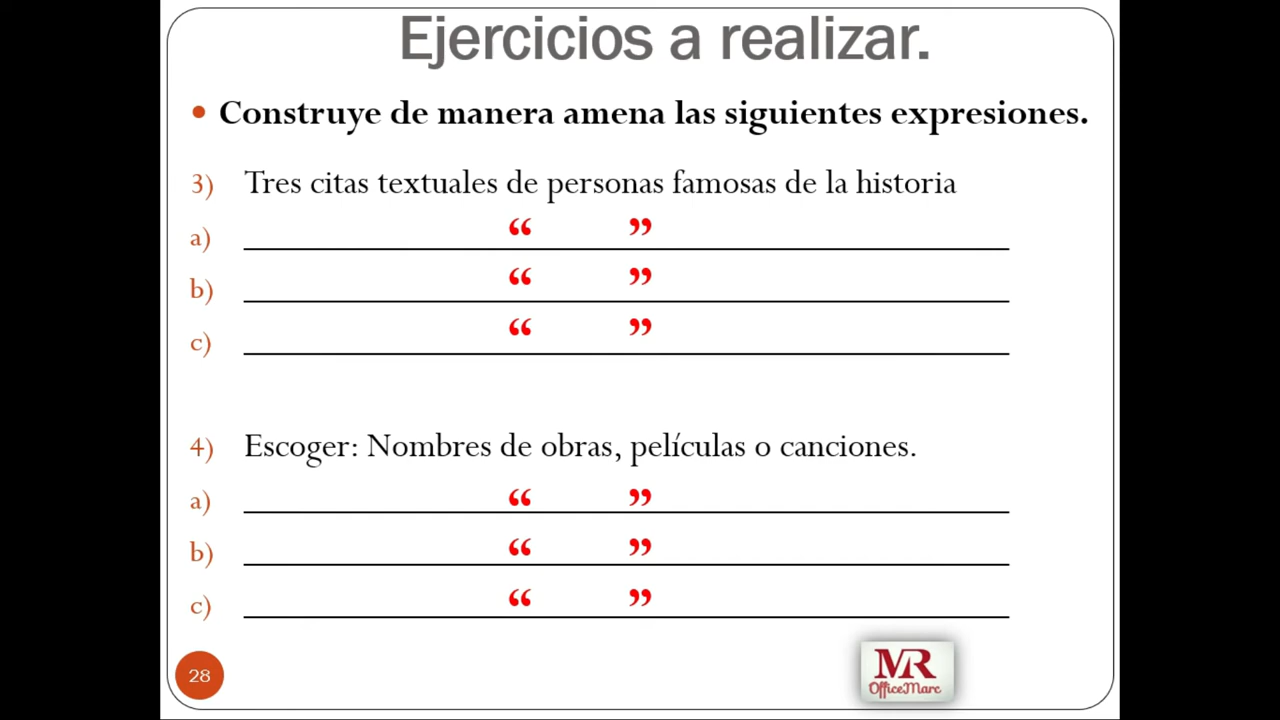 Ejercicios a realizar.
• Construye de manera amena las siguientes expresiones.
3) Tres citas textuales de personas famosas de la historia
a) “ ”
b) “ ”
c) “ ”
4) Escoger: Nombres de obras, películas o canciones.
a) “ ”
b) “ ”
c) “ ”
28
MR
OfficeMarc